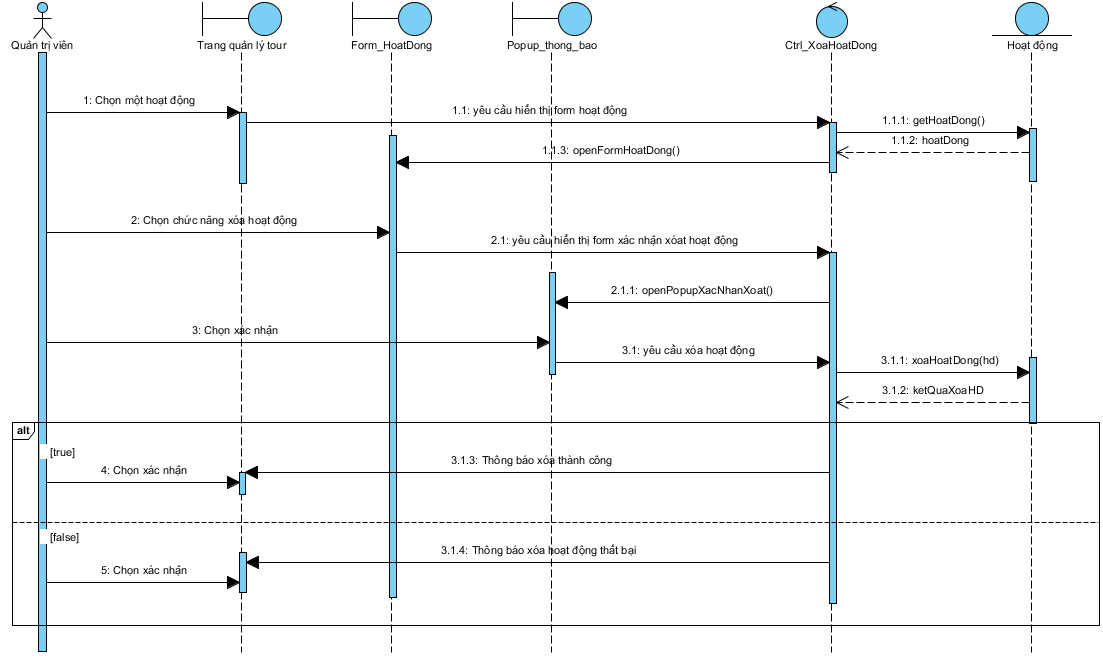 Quản trị viên
Trang quản lý tour
Form_HoatDong
Popup_thong_bao
Ctrl_XoaHoatDong
Hoạt động
1: Chọn một hoạt động
1.1: yêu cầu hiển thị form hoạt động
1.1.1: getHoatDong()
1.1.2: hoatDong
1.1.3: openFormHoatDong()
2: Chọn chức năng xóa hoạt động
2.1: yêu cầu hiển thị form xác nhận xóat hoạt động
2.1.1: openPopupXacNhanXoat()
3: Chọn xác nhận
3.1: yêu cầu xóa hoạt động
3.1.1: xoaHoatDong(hd)
3.1.2: ketQuaXoaHD
alt
[true]
3.1.3: Thông báo xóa thành công
4: Chọn xác nhận
[false]
3.1.4: Thông báo xóa hoạt động thất bại
5: Chọn xác nhận